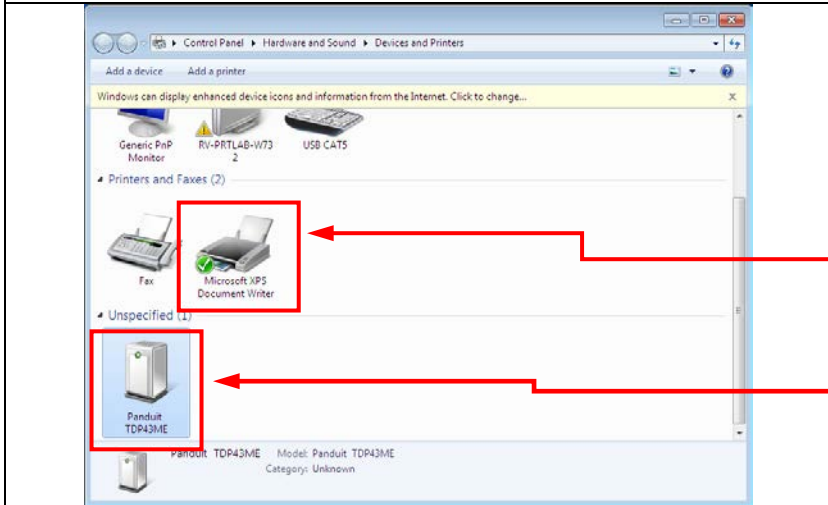 Control Panel ▸ Hardware and Sound ▸ Devices and Printers
Add a device Add a printer
Windows can display enhanced device icons and information from the Internet. Click to change...
Generic PnP
Monitor
RV-PRTLAB-W73
2
USB CAT5
Printers and Faxes (2)
Fax
Microsoft XPS
Document Writer
Unspecified (1)
Panduit
TDP43ME
Panduit TDP43ME Model: Panduit TDP43ME
Category: Unknown